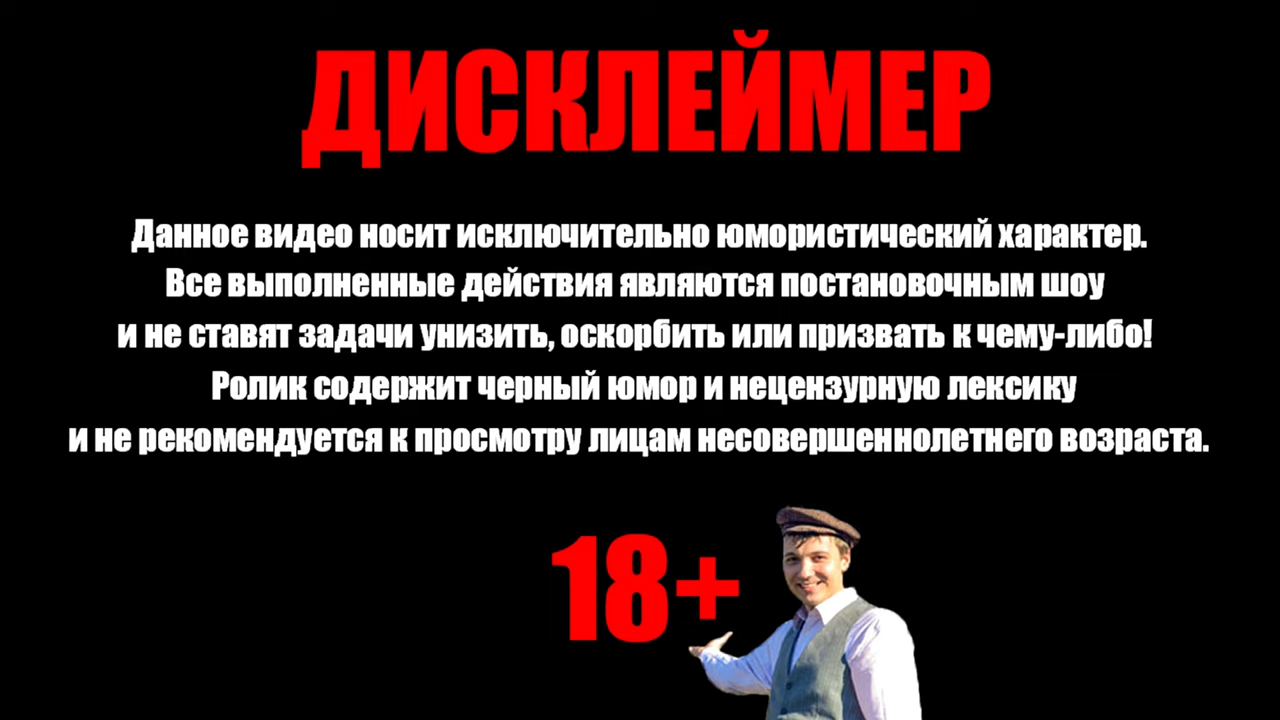 ДИСКЛЕЙМЕР
Данное видео носит исключительно юмористический характер.
Все выполненные действия являются постановочным шоу
и не ставят задачи унизить, оскорбить или призвать к чему-либо!
Ролик содержит черный юмор и нецензурную лексику
и не рекомендуется к просмотру лицам несовершеннолетнего возраста.
18+